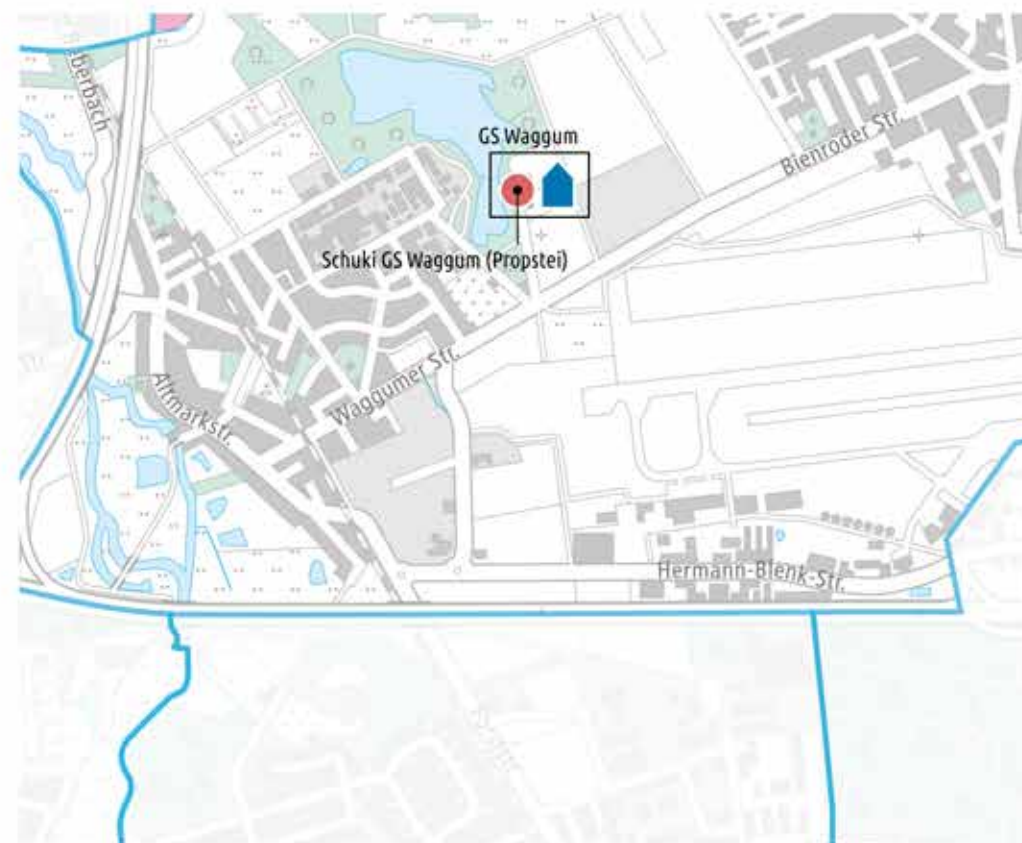 GS Waggum
Bienroder Str.
Schuki GS Waggum (Propstei)
Waggumer Str.
Altmarkstr.
Hermann-Blenk-Str.